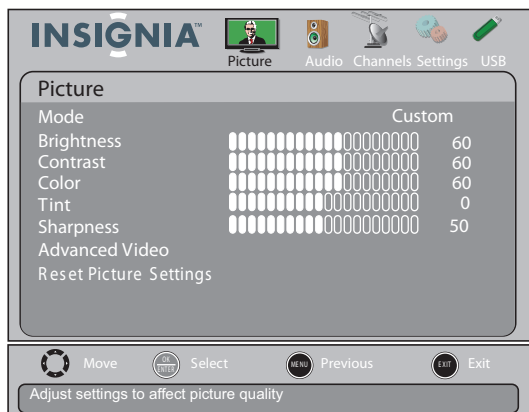 INSIGNIA™
Picture Audio Channels Settings USB
Picture
Mode Custom
Brightness 60
Contrast 60
Color 60
Tint 0
Sharpness 50
Advanced Video
Reset Picture Settings
Move OK ENTER Select MENU Previous EXIT Exit
Adjust settings to affect picture quality